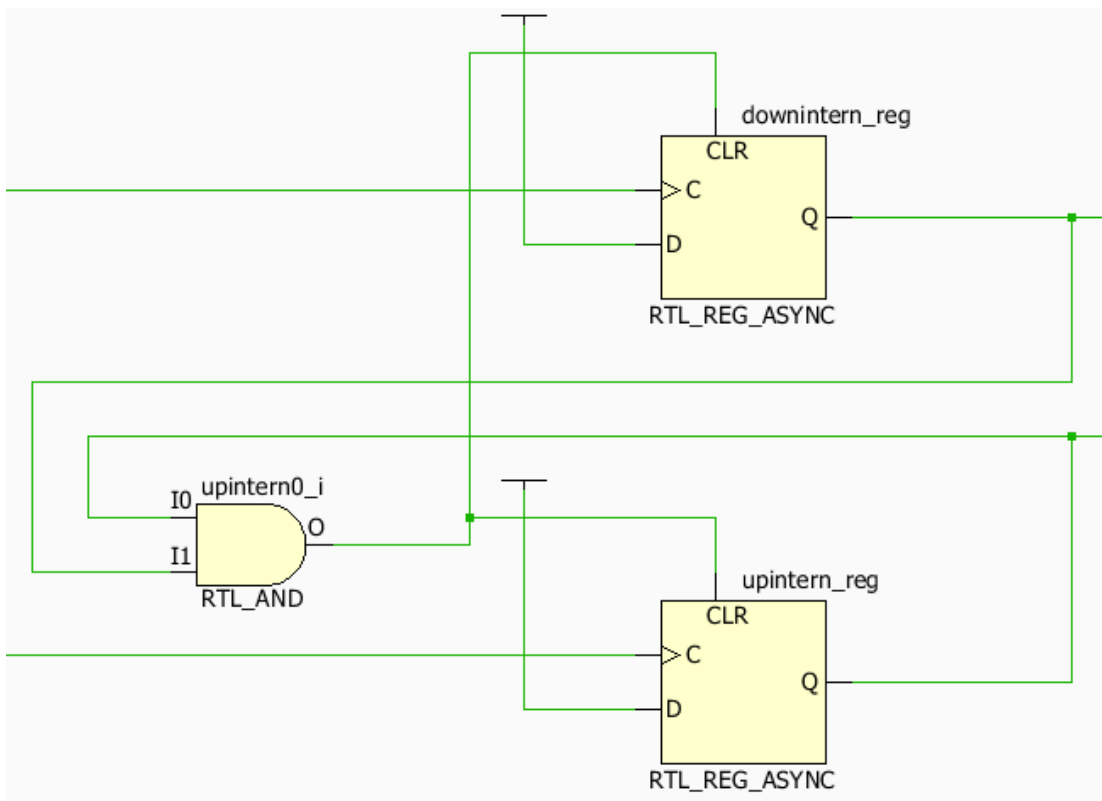 downintern_reg
CLR
C
Q
D
RTL_REG_ASYNC
upintern0_i
I0
O
I1
RTL_AND
upintern_reg
CLR
C
Q
D
RTL_REG_ASYNC